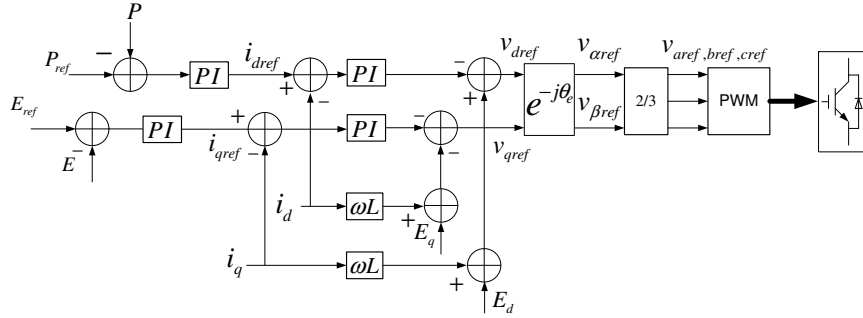 P
P_ref − PI i_dref + − PI − + v_dref
E_ref − PI i_qref + − PI − − v_qref
E
e^{−jθ_e}
v_αref
v_βref
2/3
v_aref,bref,cref
PWM
i_d ωL + E_q
i_q ωL + E_d